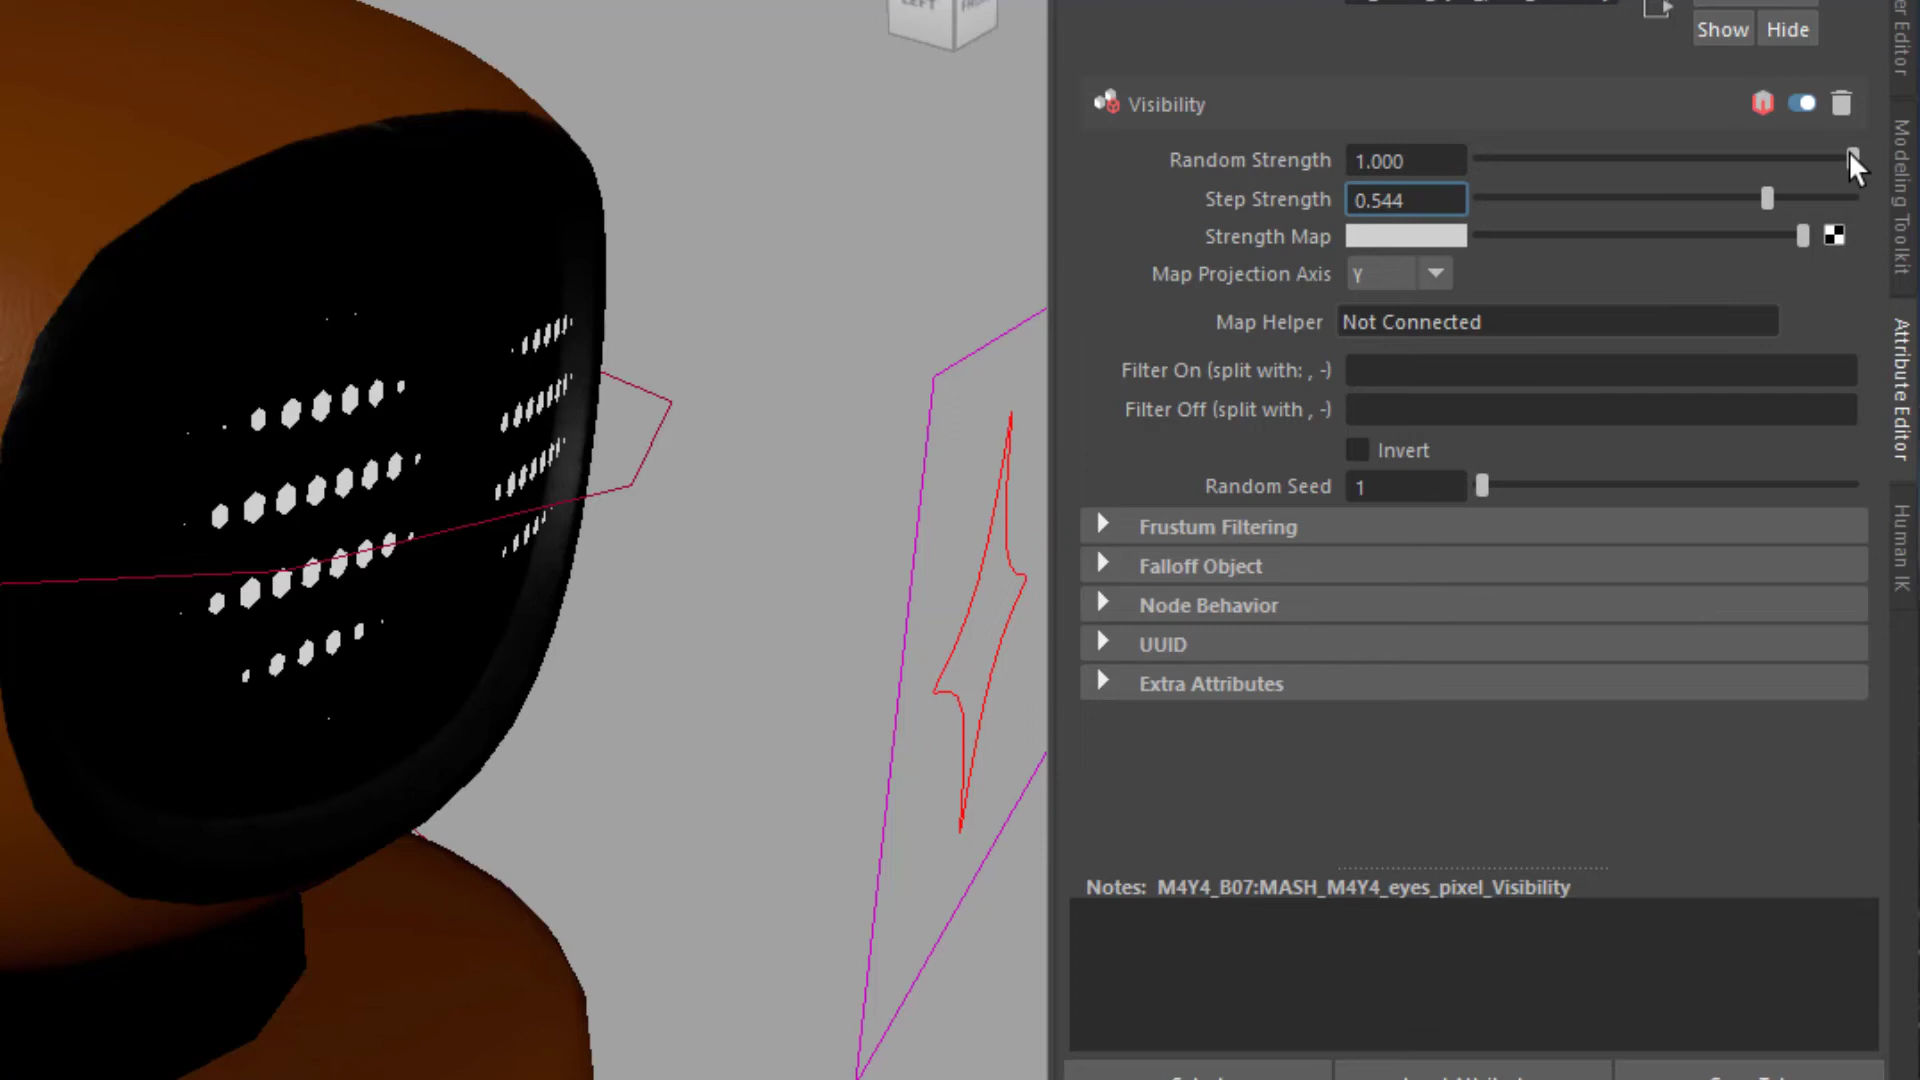 LEFT
Show Hide
Visibility
Random Strength 1.000
Step Strength 0.544
Strength Map
Map Projection Axis Y
Map Helper Not Connected
Filter On (split with: , -)
Filter Off (split with , -)
Invert
Random Seed 1
Frustum Filtering
Falloff Object
Node Behavior
UUID
Extra Attributes
Notes: M4Y4_B07:MASH_M4Y4_eyes_pixel_Visibility
Editor
Modeling Toolkit
Attribute Editor
Human IK